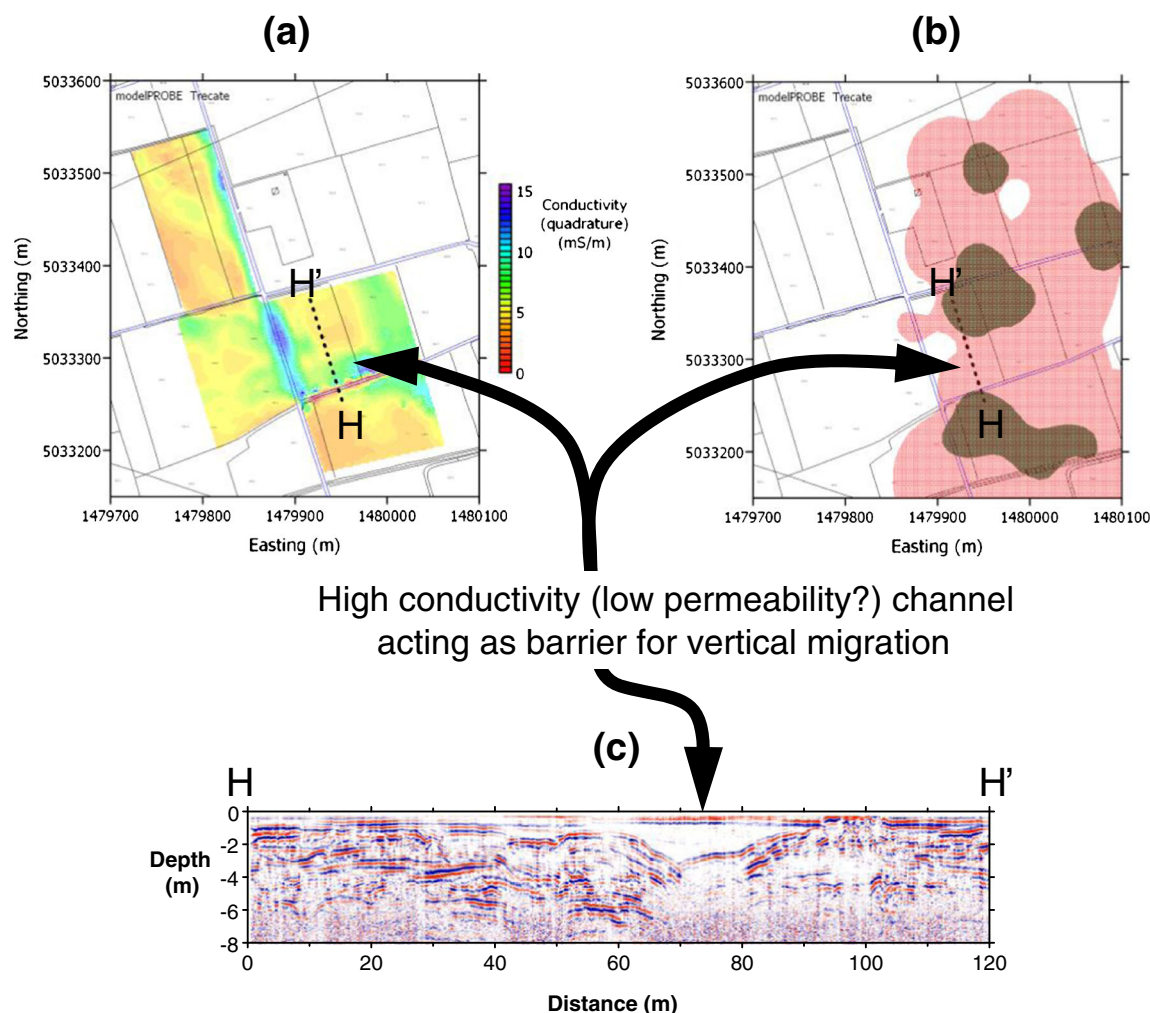 (a)
(b)
modelPROBE Trecate
5033600
5033500
5033400
5033300
5033200
Northing (m)
1479700 1479800 1479900 1480000 1480100
Easting (m)
H'
H
15
10
5
0
Conductivity
(quadrature)
(mS/m)
modelPROBE Trecate
5033600
5033500
5033400
5033300
5033200
Northing (m)
1479700 1479800 1479900 1480000 1480100
Easting (m)
H'
H
High conductivity (low permeability?) channel
acting as barrier for vertical migration
(c)
H
H'
Depth
(m)
0
-2
-4
-6
-8
0 20 40 60 80 100 120
Distance (m)